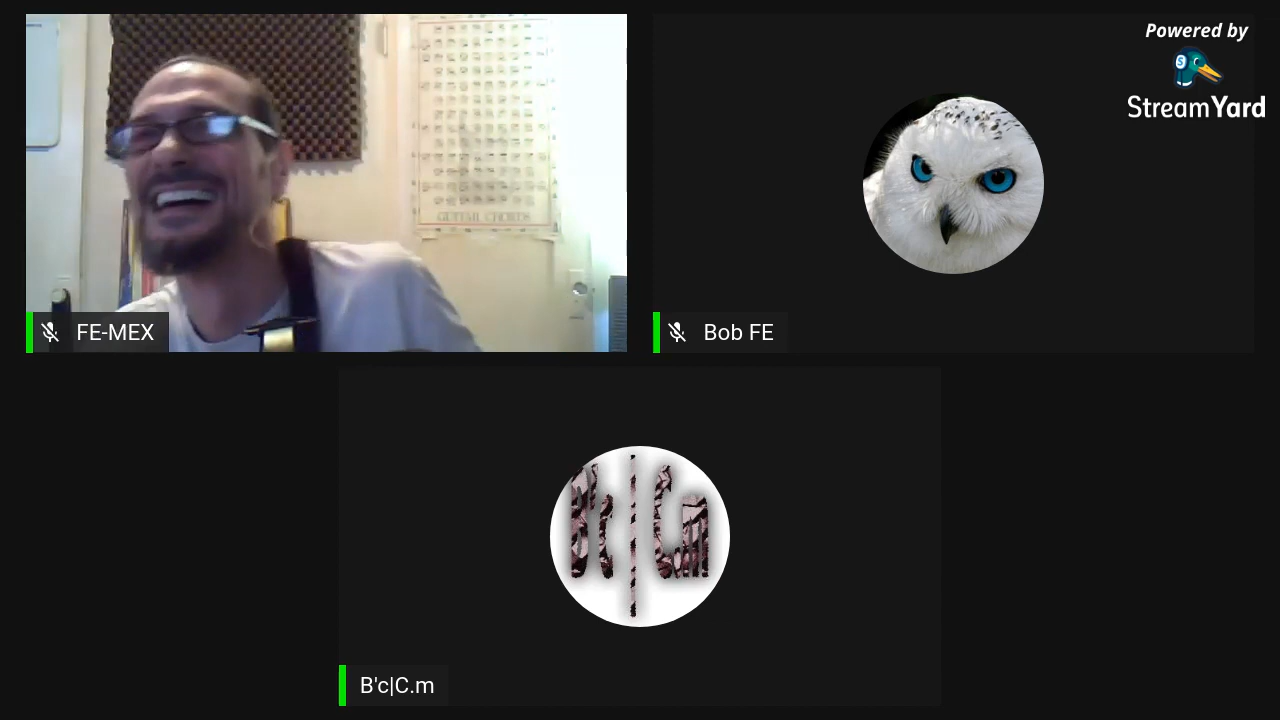 Powered by
StreamYard
GUITAR CHORDS
FE-MEX
Bob FE
B'c|C.m
B'c|C.m